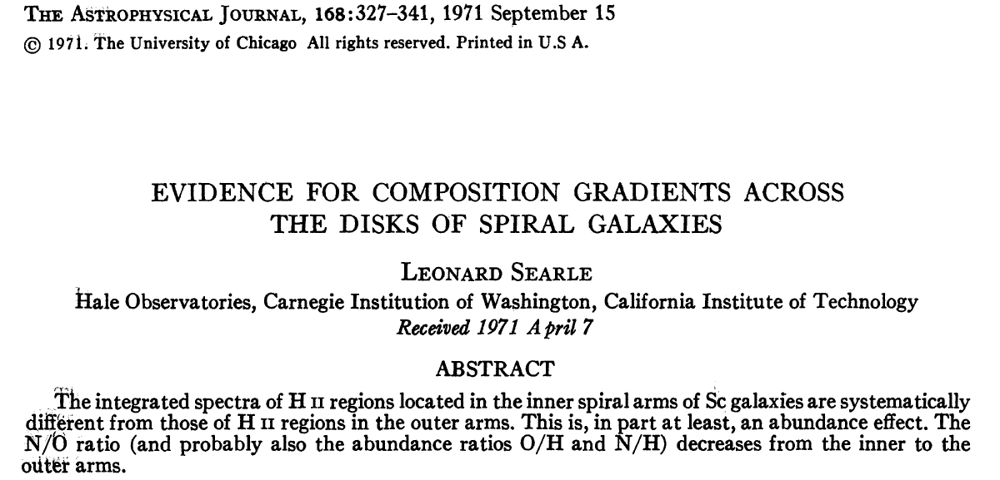 THE ASTROPHYSICAL JOURNAL, 168:327–341, 1971 September 15
© 1971. The University of Chicago All rights reserved. Printed in U.S A.
EVIDENCE FOR COMPOSITION GRADIENTS ACROSS
THE DISKS OF SPIRAL GALAXIES
LEONARD SEARLE
Hale Observatories, Carnegie Institution of Washington, California Institute of Technology
Received 1971 April 7
ABSTRACT
The integrated spectra of H II regions located in the inner spiral arms of Sc galaxies are systematically
different from those of H II regions in the outer arms. This is, in part at least, an abundance effect. The
N/O ratio (and probably also the abundance ratios O/H and N/H) decreases from the inner to the
outer arms.